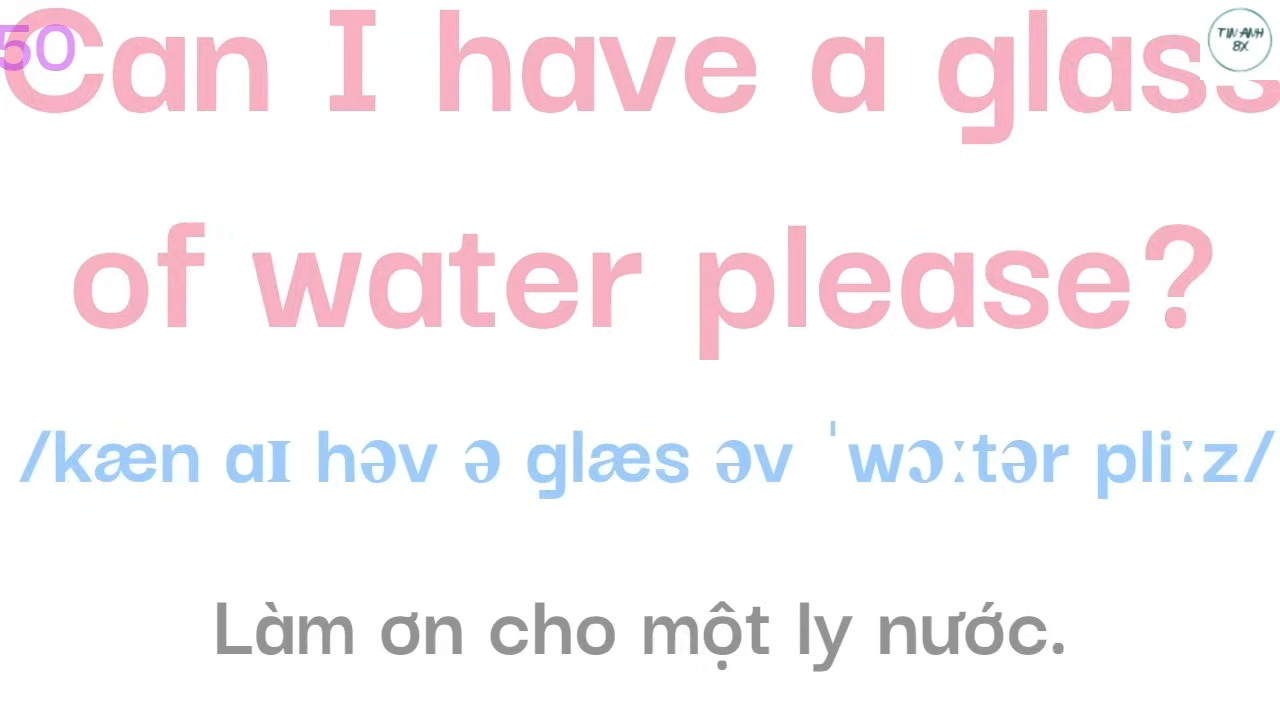 50
Can I have a glass
TIN ANH
8X
of water please?
/kæn ɑɪ həv ə glæs əv ˈwɔːtər pliːz/
Làm ơn cho một ly nước.